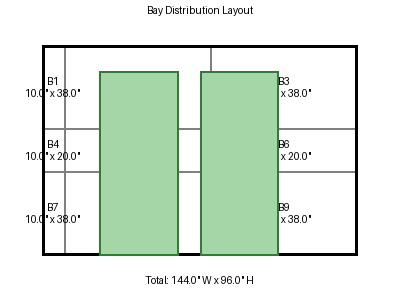 Bay Distribution Layout
B1
10.0" x 38.0"
B3
x 38.0"
B4
10.0" x 20.0"
B6
x 20.0"
B7
10.0" x 38.0"
B9
x 38.0"
Total: 144.0" W x 96.0" H